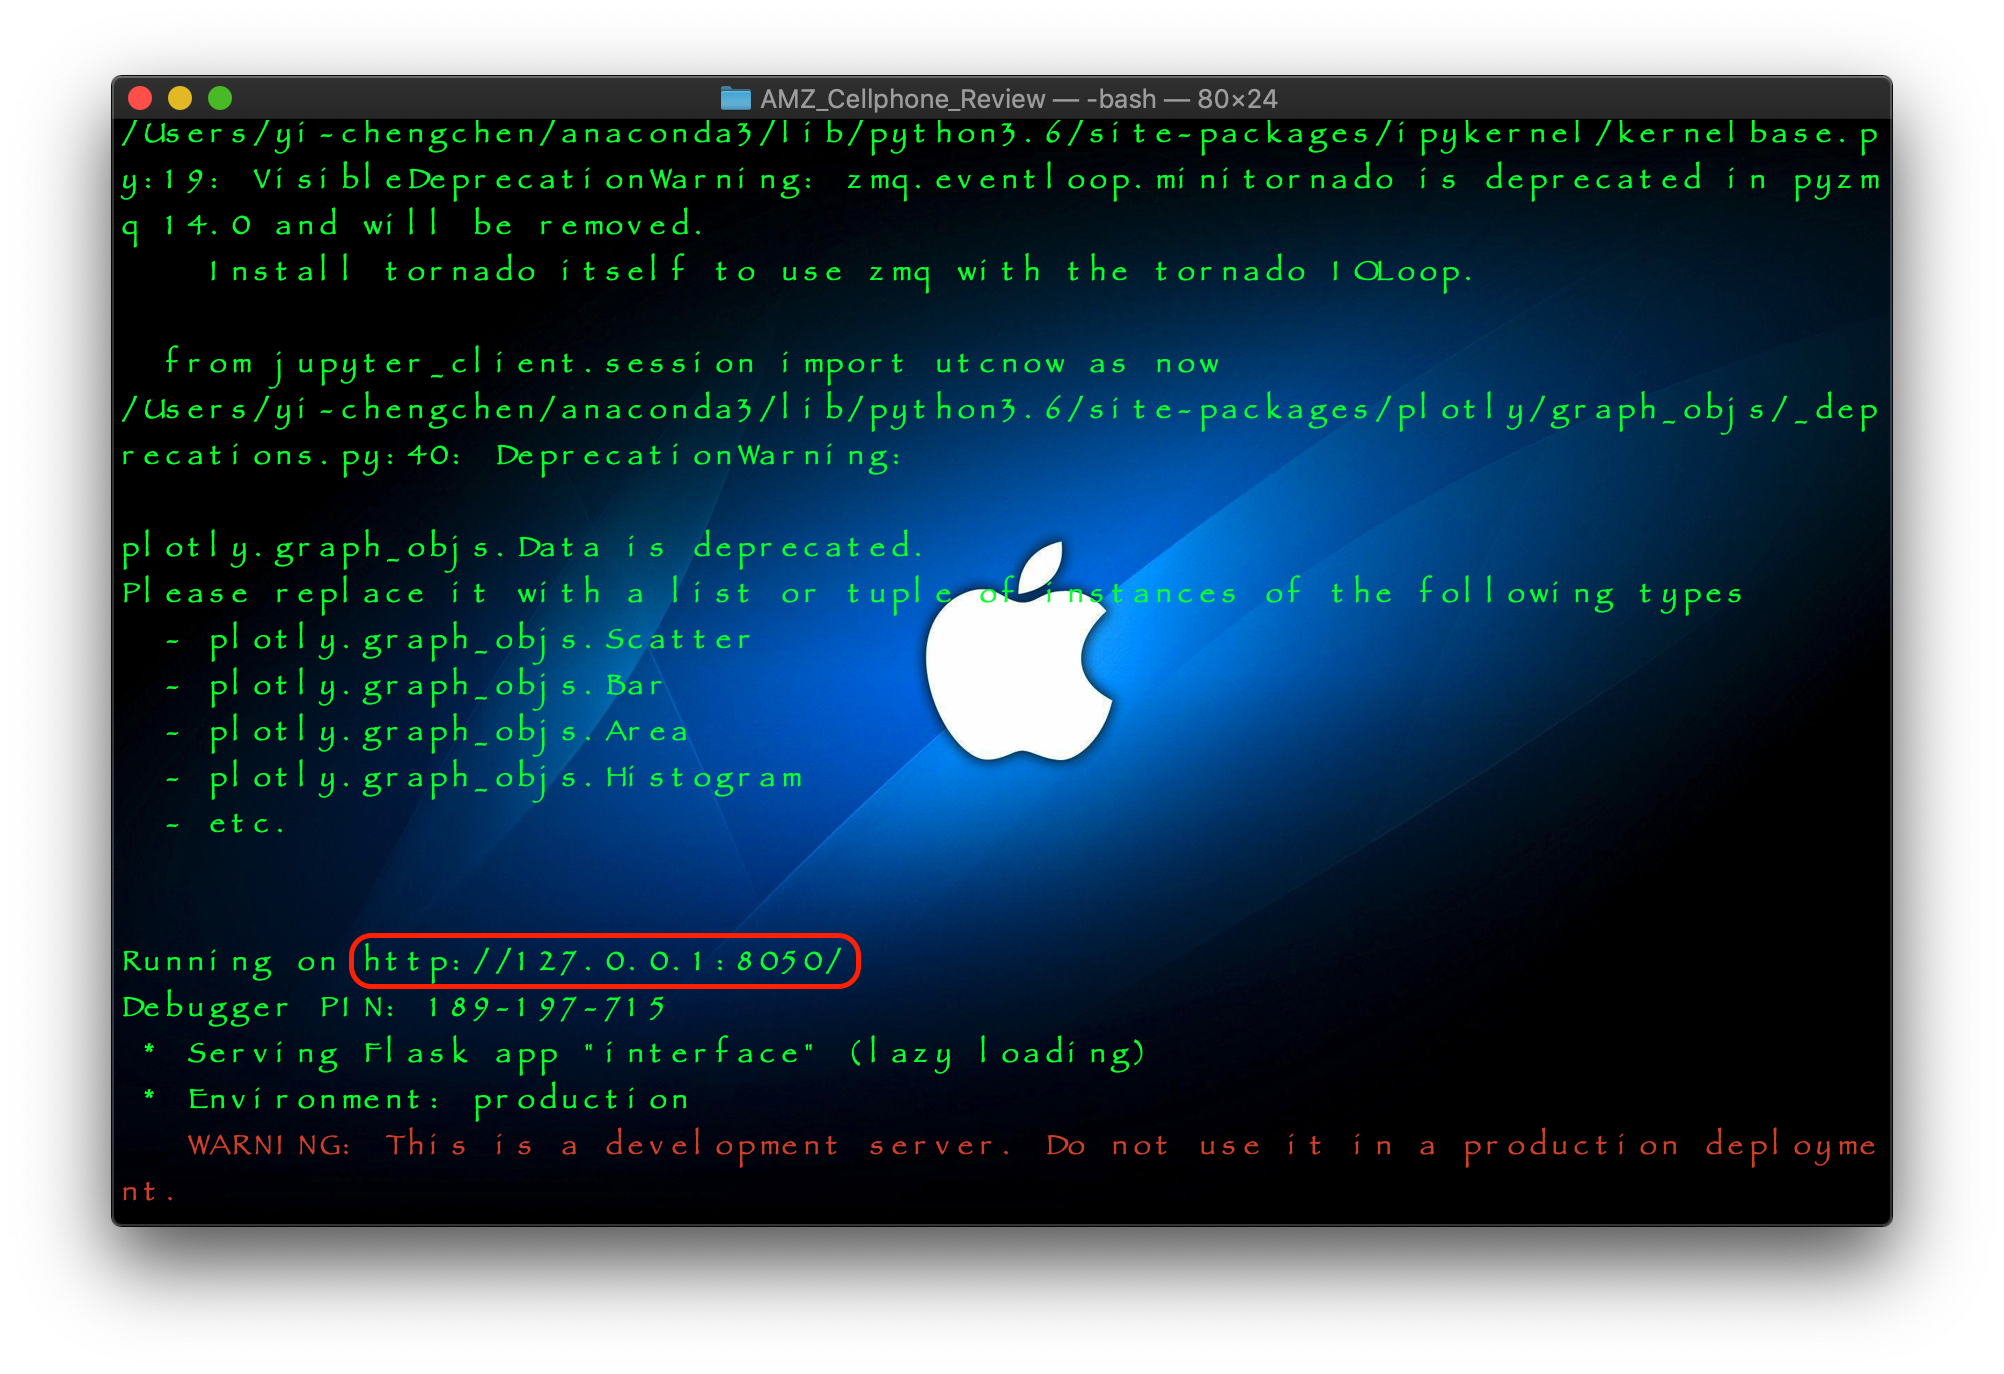 AMZ_Cellphone_Review — -bash — 80×24
/Users/yi-chengchen/anaconda3/lib/python3.6/site-packages/ipykernel/kernelbase.p
y:19: VisibleDeprecationWarning: zmq.eventloop.minitornado is deprecated in pyzm
q 14.0 and will be removed.
    Install tornado itself to use zmq with the tornado IOLoop.
  from jupyter_client.session import utcnow as now
/Users/yi-chengchen/anaconda3/lib/python3.6/site-packages/plotly/graph_objs/_dep
recations.py:40: DeprecationWarning:
plotly.graph_objs.Data is deprecated.
Please replace it with a list or tuple of instances of the following types
  - plotly.graph_objs.Scatter
  - plotly.graph_objs.Bar
  - plotly.graph_objs.Area
  - plotly.graph_objs.Histogram
  - etc.
Running on http://127.0.0.1:8050/
Debugger PIN: 189-197-715
 * Serving Flask app "interface" (lazy loading)
 * Environment: production
   WARNING: This is a development server. Do not use it in a production deployme
nt.